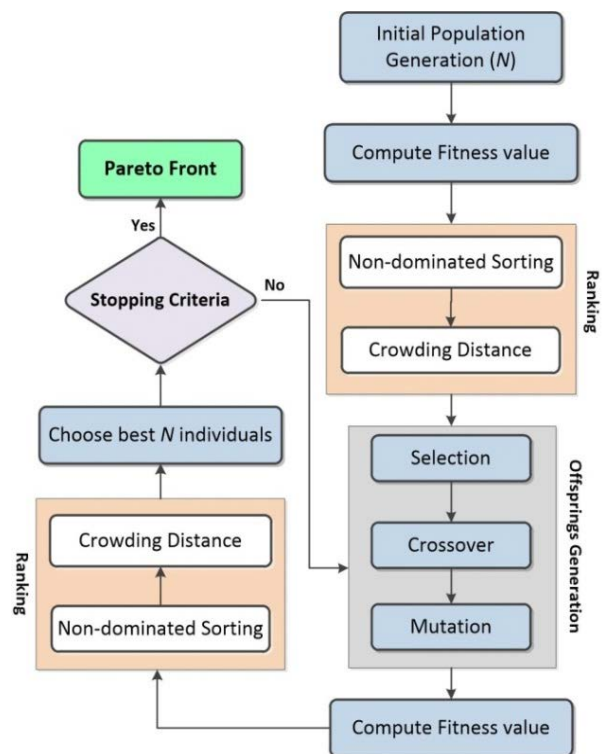 Initial Population
Generation (N)
Compute Fitness value
Non-dominated Sorting
Crowding Distance
Ranking
Selection
Crossover
Mutation
Offsprings Generation
Compute Fitness value
Non-dominated Sorting
Crowding Distance
Ranking
Choose best N individuals
Stopping Criteria
No
Yes
Pareto Front